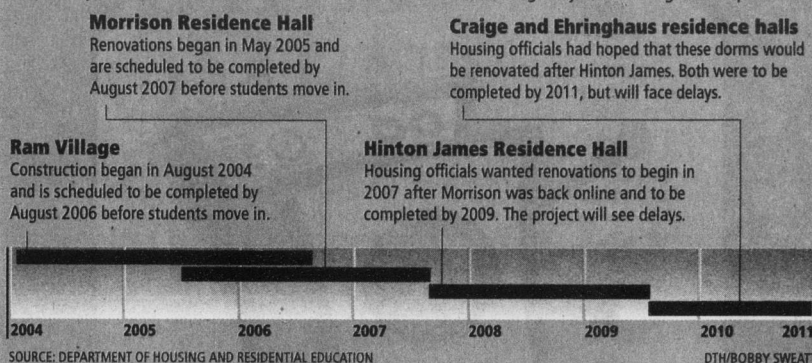 Morrison Residence Hall
Renovations began in May 2005 and
are scheduled to be completed by
August 2007 before students move in.
Craige and Ehringhaus residence halls
Housing officials had hoped that these dorms would
be renovated after Hinton James. Both were to be
completed by 2011, but will face delays.
Ram Village
Construction began in August 2004
and is scheduled to be completed by
August 2006 before students move in.
Hinton James Residence Hall
Housing officials wanted renovations to begin in
2007 after Morrison was back online and to be
completed by 2009. The project will see delays.
2004 2005 2006 2007 2008 2009 2010 2011
SOURCE: DEPARTMENT OF HOUSING AND RESIDENTIAL EDUCATION
DTH/BOBBY